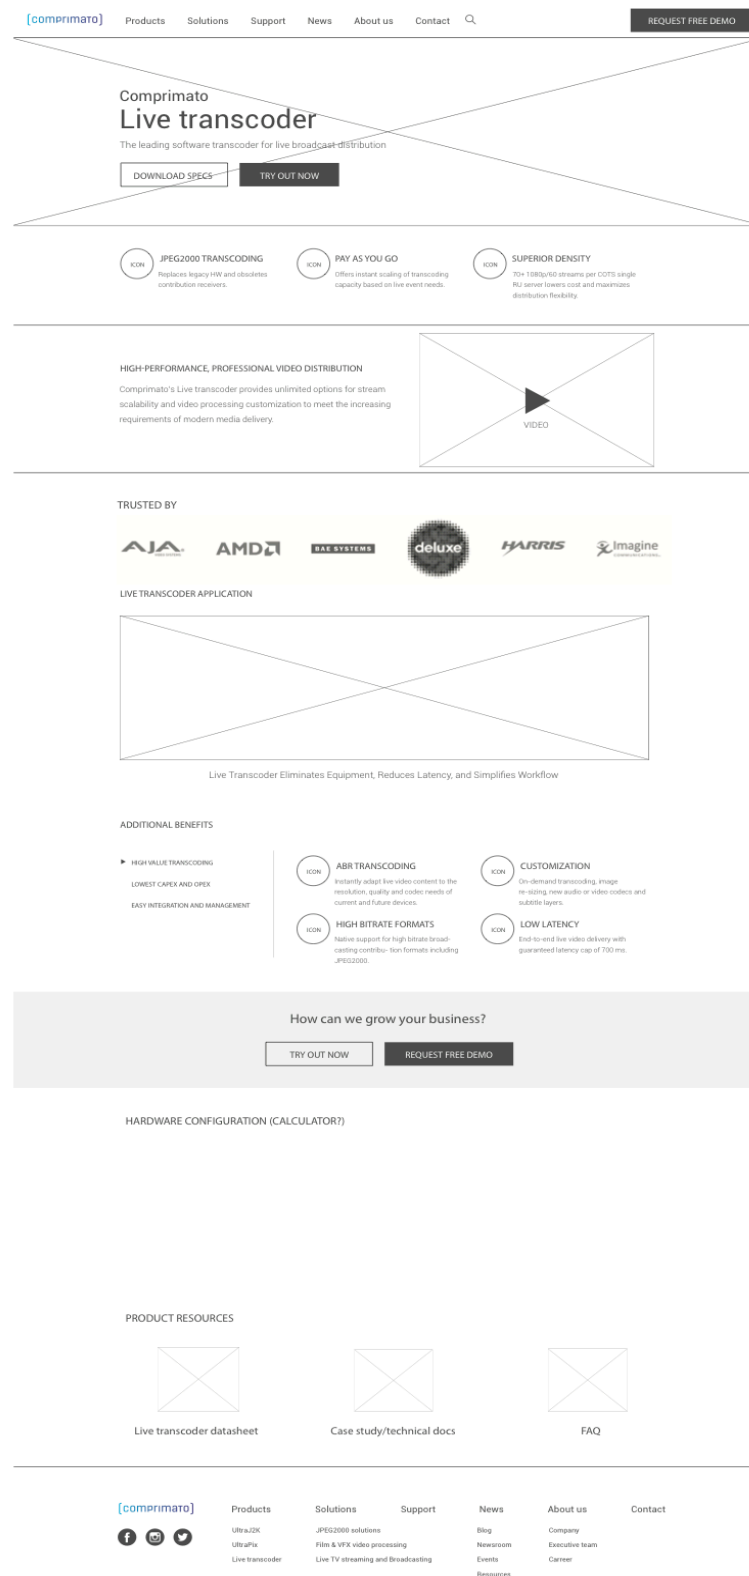 [comprimato]
Products Solutions Support News About us Contact
REQUEST FREE DEMO
Comprimato
Live transcoder
The leading software transcoder for live broadcast distribution
DOWNLOAD SPECS
TRY OUT NOW
ICON
JPEG2000 TRANSCODING
Replaces legacy HW and obsoletes
contribution receivers.
ICON
PAY AS YOU GO
Offers instant scaling of transcoding
capacity based on live event needs.
ICON
SUPERIOR DENSITY
70+ 1080p/60 streams per COTS single
RU server lowers cost and maximizes
distribution flexibility.
HIGH-PERFORMANCE, PROFESSIONAL VIDEO DISTRIBUTION
Comprimato's Live transcoder provides unlimited options for stream
scalability and video processing customization to meet the increasing
requirements of modern media delivery.
VIDEO
TRUSTED BY
AJA
AMD
BAE SYSTEMS
deluxe
HARRIS
Imagine
COMMUNICATIONS
LIVE TRANSCODER APPLICATION
Live Transcoder Eliminates Equipment, Reduces Latency, and Simplifies Workflow
ADDITIONAL BENEFITS
HIGH VALUE TRANSCODING
LOWEST CAPEX AND OPEX
EASY INTEGRATION AND MANAGEMENT
ICON
ABR TRANSCODING
Instantly adapt live video content to the
resolution, quality and codec needs of
current and future devices.
ICON
CUSTOMIZATION
On-demand transcoding, image
re-sizing, new audio or video codecs and
subtitle layers.
ICON
HIGH BITRATE FORMATS
Native support for high bitrate broad-
casting contribu- tion formats including
JPEG2000.
ICON
LOW LATENCY
End-to-end live video delivery with
guaranteed latency cap of 700 ms.
How can we grow your business?
TRY OUT NOW
REQUEST FREE DEMO
HARDWARE CONFIGURATION (CALCULATOR?)
PRODUCT RESOURCES
Live transcoder datasheet
Case study/technical docs
FAQ
[comprimato]
Products
UltraJ2K
UltraPix
Live transcoder
Solutions
JPEG2000 solutions
Film & VFX video processing
Live TV streaming and Broadcasting
Support
News
Blog
Newsroom
Events
Resources
About us
Company
Executive team
Carreer
Contact